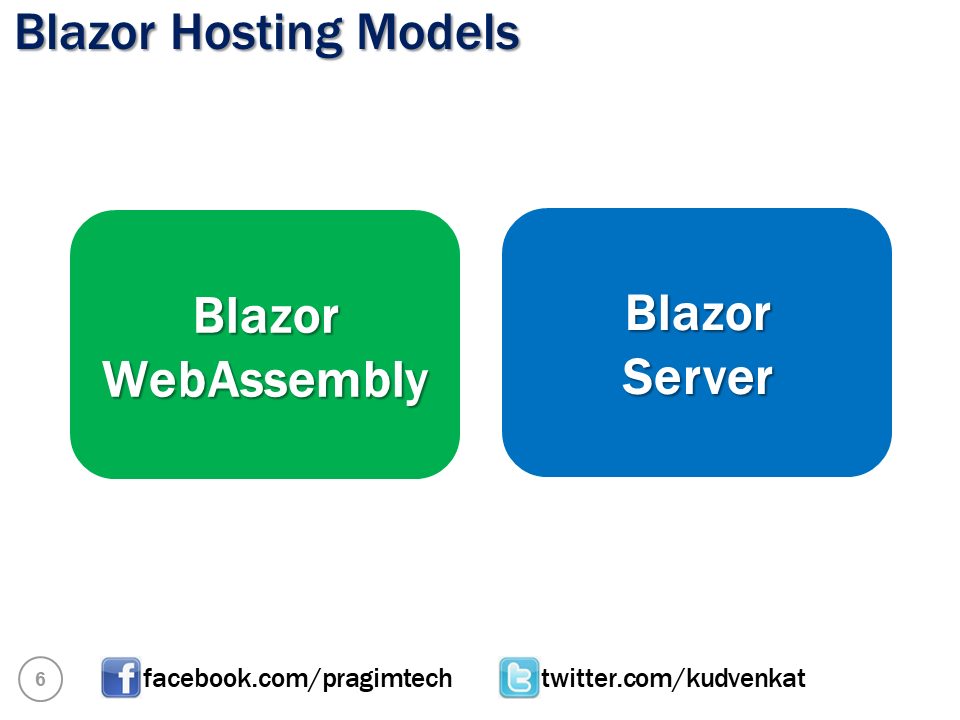 Blazor Hosting Models
Blazor
WebAssembly
Blazor
Server
6
facebook.com/pragimtech
twitter.com/kudvenkat